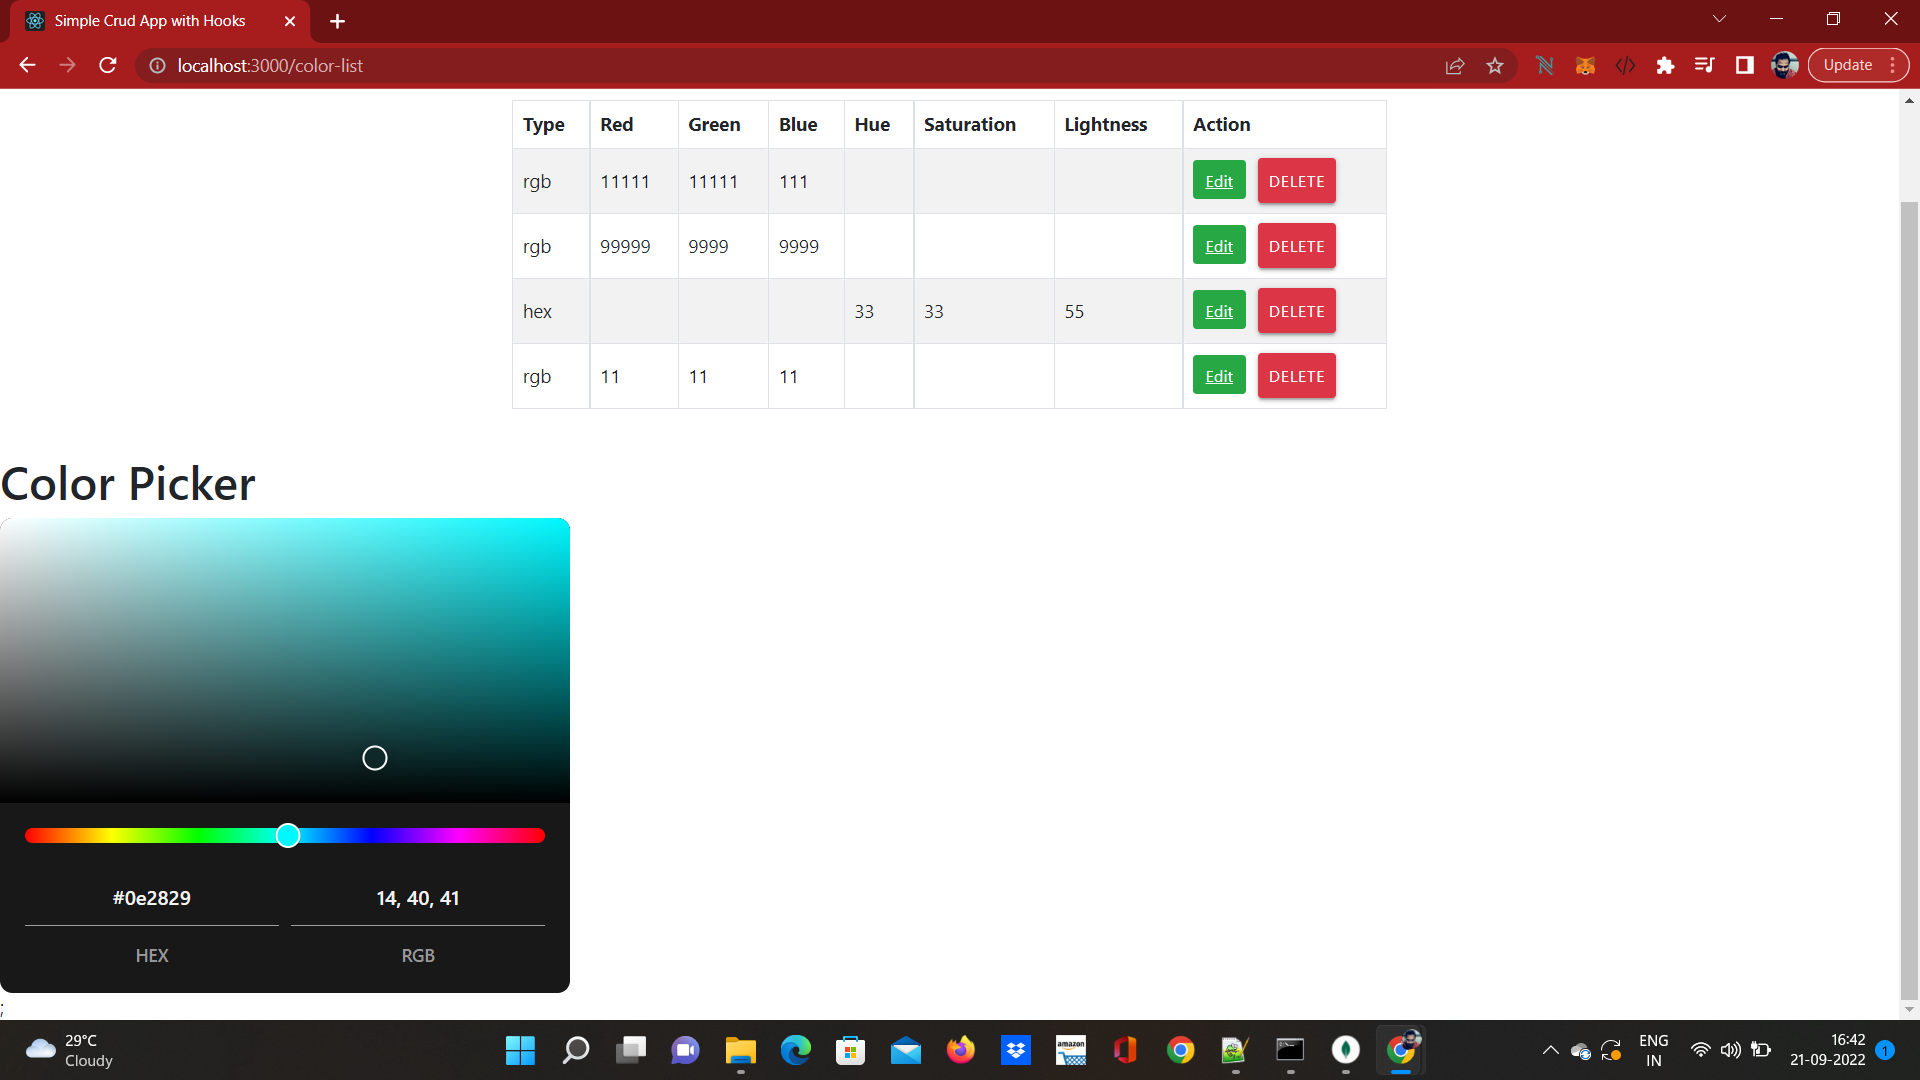 Simple Crud App with Hooks
localhost:3000/color-list
Update
Type Red Green Blue Hue Saturation Lightness Action
rgb 11111 11111 111 Edit DELETE
rgb 99999 9999 9999 Edit DELETE
hex 33 33 55 Edit DELETE
rgb 11 11 11 Edit DELETE
Color Picker
#0e2829 14, 40, 41
HEX RGB
;
29°C
Cloudy
amazon
ENG
IN
16:42
21-09-2022
1